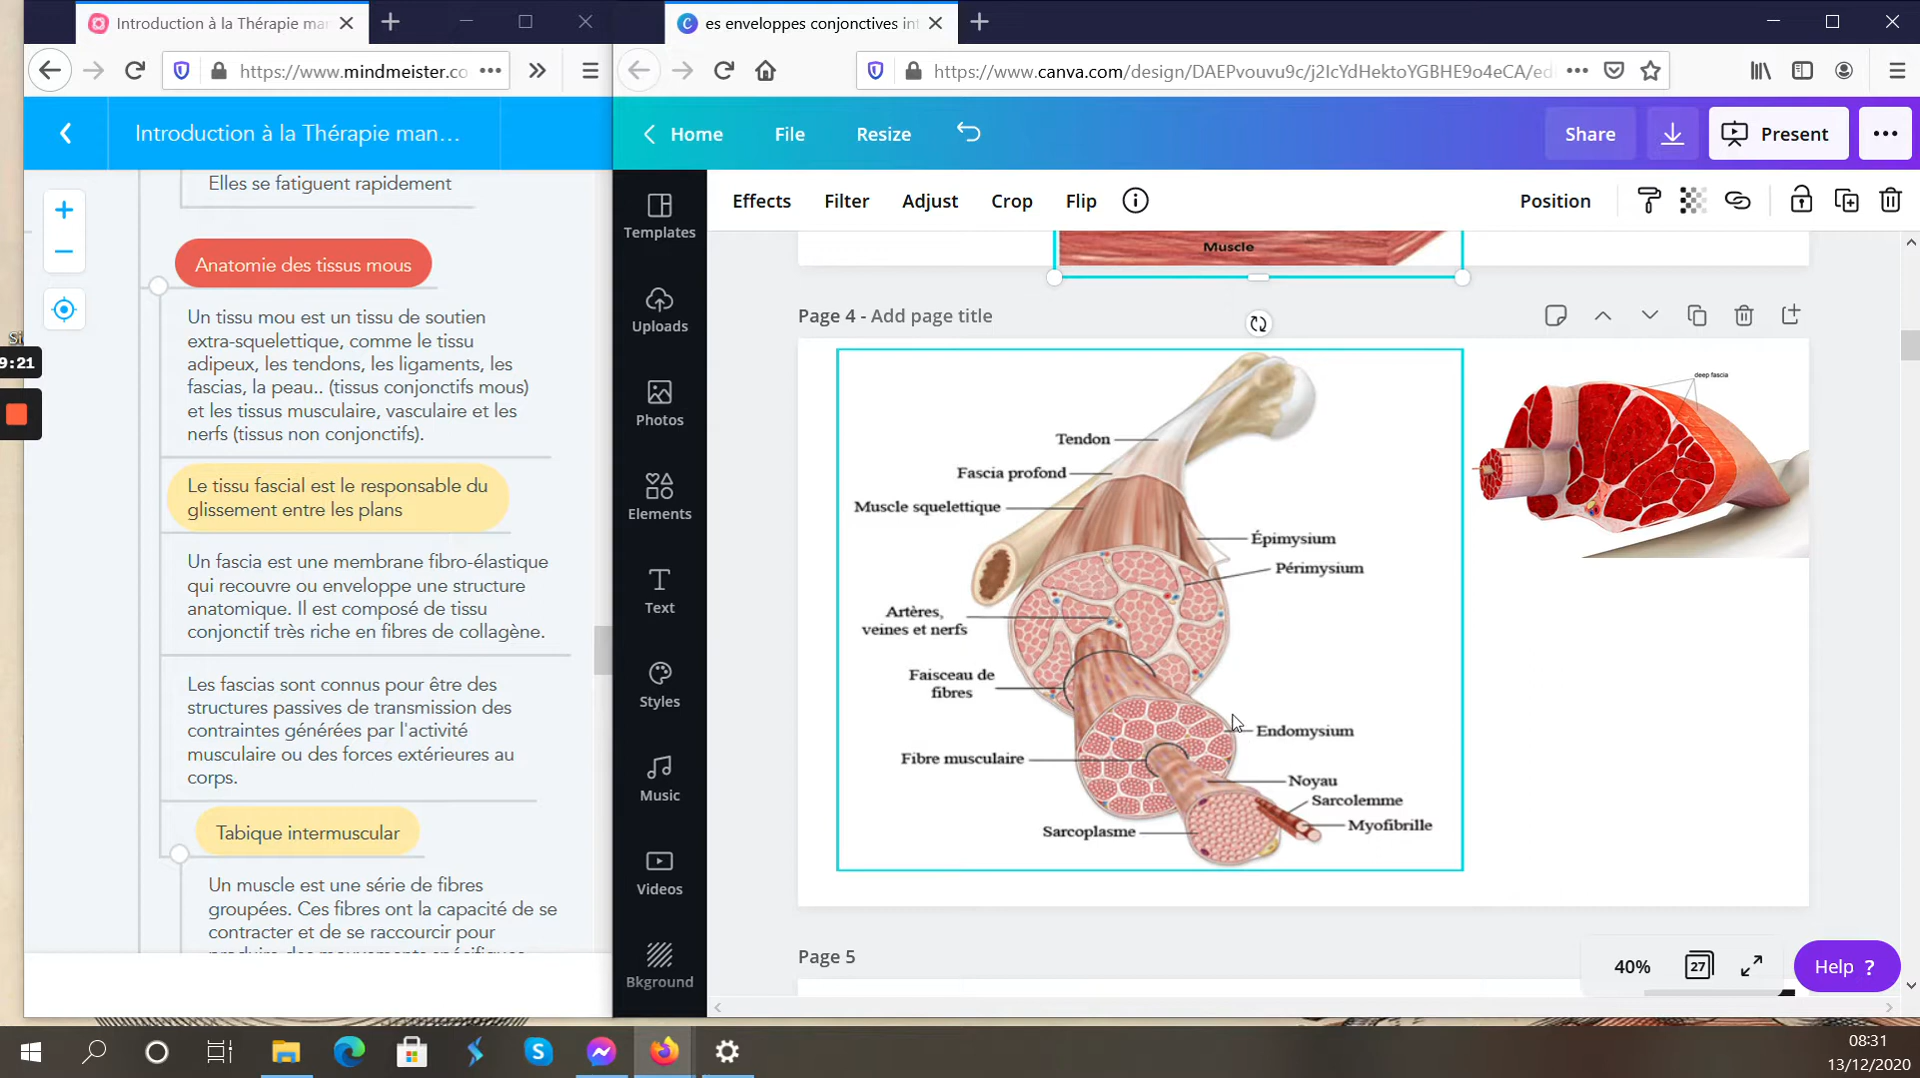 Introduction à la Thérapie mar
es enveloppes conjonctives int
https://www.mindmeister.co
https://www.canva.com/design/DAEPvouvu9c/j2IcYdHektoYGBHE9o4eCA/ed
Introduction à la Thérapie man...
Home
File
Resize
Share
Present
Effects
Filter
Adjust
Crop
Flip
Position
Templates
Uploads
Photos
Elements
Text
Styles
Music
Videos
Bkground
Elles se fatiguent rapidement
Anatomie des tissus mous
Un tissu mou est un tissu de soutien
extra-squelettique, comme le tissu
adipeux, les tendons, les ligaments, les
fascias, la peau.. (tissus conjonctifs mous)
et les tissus musculaire, vasculaire et les
nerfs (tissus non conjonctifs).
Le tissu fascial est le responsable du
glissement entre les plans
Un fascia est une membrane fibro-élastique
qui recouvre ou enveloppe une structure
anatomique. Il est composé de tissu
conjonctif très riche en fibres de collagène.
Les fascias sont connus pour être des
structures passives de transmission des
contraintes générées par l'activité
musculaire ou des forces extérieures au
corps.
Tabique intermuscular
Un muscle est une série de fibres
groupées. Ces fibres ont la capacité de se
contracter et de se raccourcir pour
produire des mouvements spécifiques
Si
9:21
Muscle
Page 4 - Add page title
Tendon
Fascia profond
Muscle squelettique
Épimysium
Périmysium
Artères,
veines et nerfs
Faisceau de
fibres
Endomysium
Fibre musculaire
Noyau
Sarcolemme
Myofibrille
Sarcoplasme
deep fascia
Page 5
40%
27
Help ?
08:31
13/12/2020